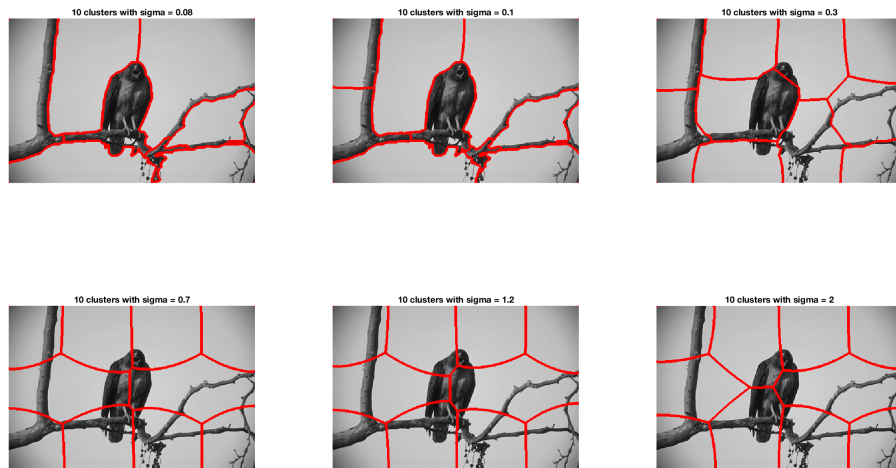 10 clusters with sigma = 0.08
10 clusters with sigma = 0.1
10 clusters with sigma = 0.3
10 clusters with sigma = 0.7
10 clusters with sigma = 1.2
10 clusters with sigma = 2